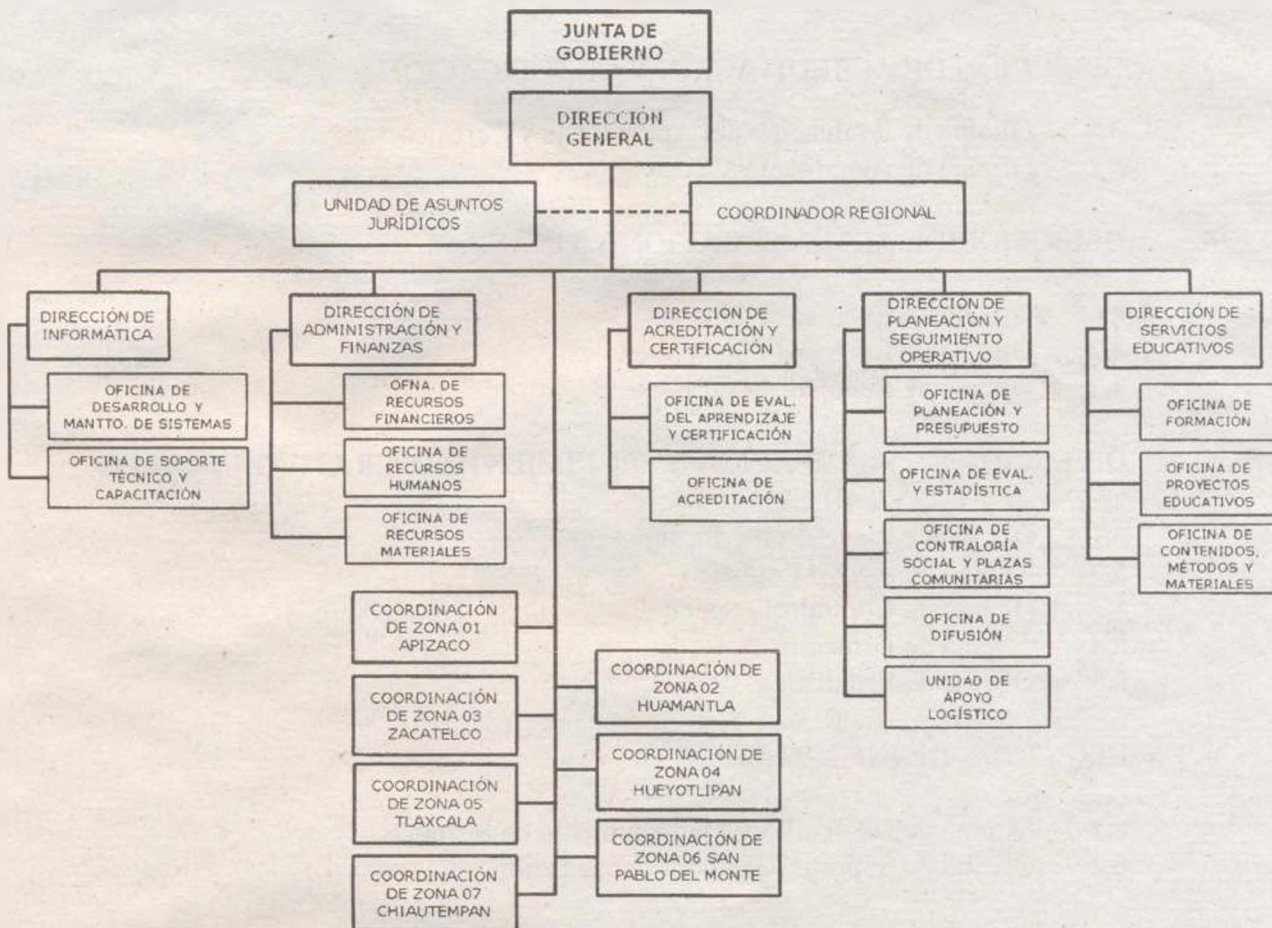 JUNTA DE
GOBIERNO
DIRECCIÓN
GENERAL
UNIDAD DE ASUNTOS
JURÍDICOS
COORDINADOR REGIONAL
DIRECCIÓN DE
INFORMÁTICA
OFICINA DE
DESARROLLO Y
MANTTO. DE SISTEMAS
OFICINA DE SOPORTE
TÉCNICO Y
CAPACITACIÓN
DIRECCIÓN DE
ADMINISTRACIÓN Y
FINANZAS
OFNA. DE
RECURSOS
FINANCIEROS
OFICINA DE
RECURSOS
HUMANOS
OFICINA DE
RECURSOS
MATERIALES
COORDINACIÓN
DE ZONA 01
APIZACO
COORDINACIÓN DE
ZONA 02
HUAMANTLA
COORDINACIÓN
DE ZONA 03
ZACATELCO
COORDINACIÓN DE
ZONA 04
HUEYOTLIPAN
COORDINACIÓN
DE ZONA 05
TLAXCALA
COORDINACIÓN DE
ZONA 06 SAN
PABLO DEL MONTE
COORDINACIÓN
DE ZONA 07
CHIAUTEMPAN
DIRECCIÓN DE
ACREDITACIÓN Y
CERTIFICACIÓN
OFICINA DE EVAL.
DEL APRENDIZAJE
Y CERTIFICACIÓN
OFICINA DE
ACREDITACIÓN
DIRECCIÓN DE
PLANEACIÓN Y
SEGUIMIENTO
OPERATIVO
OFICINA DE
PLANEACIÓN Y
PRESUPUESTO
OFICINA DE EVAL.
Y ESTADÍSTICA
OFICINA DE
CONTRALORÍA
SOCIAL Y PLAZAS
COMUNITARIAS
OFICINA DE
DIFUSIÓN
UNIDAD DE
APOYO
LOGÍSTICO
DIRECCIÓN DE
SERVICIOS
EDUCATIVOS
OFICINA DE
FORMACIÓN
OFICINA DE
PROYECTOS
EDUCATIVOS
OFICINA DE
CONTENIDOS,
MÉTODOS Y
MATERIALES